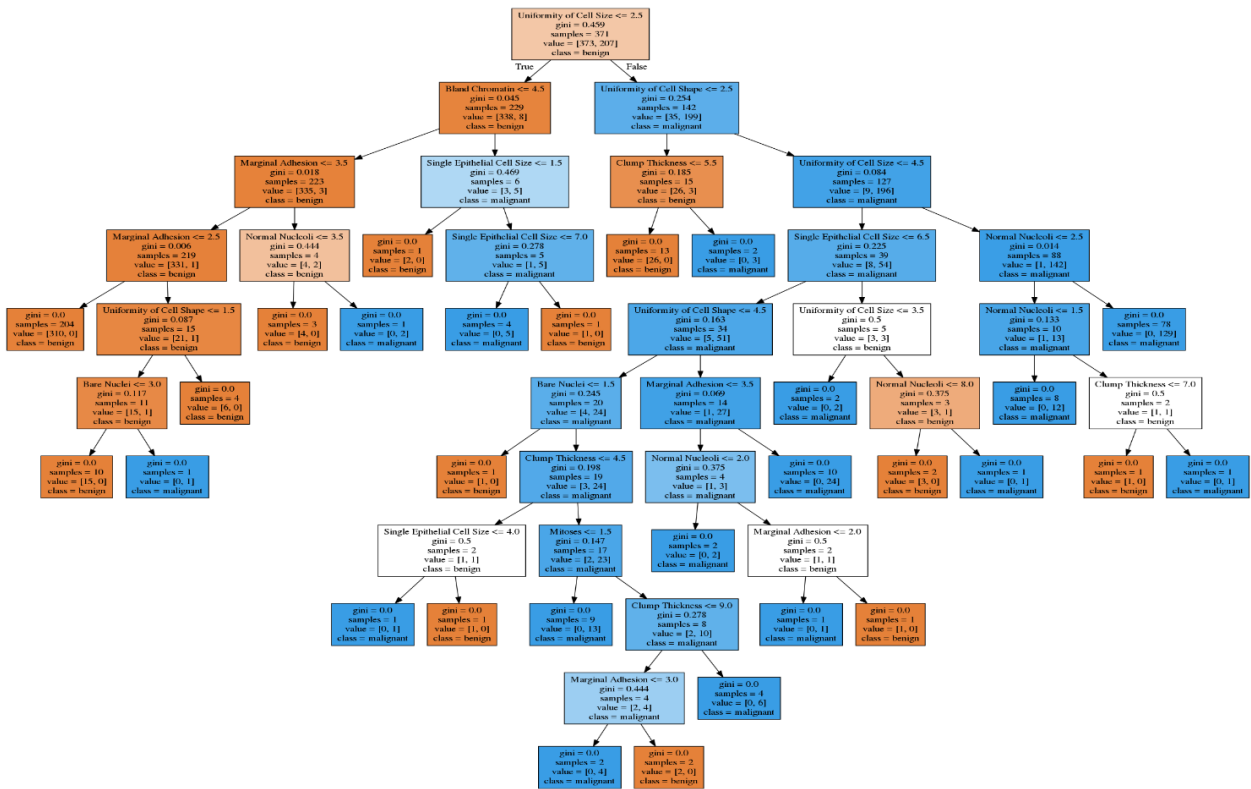 Uniformity of Cell Size <= 2.5
gini = 0.459
samples = 371
value = [373, 207]
class = benign
True
False
Bland Chromatin <= 4.5
gini = 0.045
samples = 229
value = [338, 8]
class = benign
Uniformity of Cell Shape <= 2.5
gini = 0.254
samples = 142
value = [35, 199]
class = malignant
Marginal Adhesion <= 3.5
gini = 0.018
samples = 223
value = [335, 3]
class = benign
Single Epithelial Cell Size <= 1.5
gini = 0.469
samples = 6
value = [3, 5]
class = malignant
Clump Thickness <= 5.5
gini = 0.185
samples = 15
value = [26, 3]
class = benign
Uniformity of Cell Size <= 4.5
gini = 0.084
samples = 127
value = [9, 196]
class = malignant
Marginal Adhesion <= 2.5
gini = 0.006
samples = 219
value = [331, 1]
class = benign
Normal Nucleoli <= 3.5
gini = 0.444
samples = 4
value = [4, 2]
class = benign
gini = 0.0
samples = 1
value = [2, 0]
class = benign
Single Epithelial Cell Size <= 7.0
gini = 0.278
samples = 5
value = [1, 5]
class = malignant
gini = 0.0
samples = 13
value = [26, 0]
class = benign
gini = 0.0
samples = 2
value = [0, 3]
class = malignant
Single Epithelial Cell Size <= 6.5
gini = 0.225
samples = 39
value = [8, 54]
class = malignant
Normal Nucleoli <= 2.5
gini = 0.014
samples = 88
value = [1, 142]
class = malignant
gini = 0.0
samples = 204
value = [310, 0]
class = benign
Uniformity of Cell Shape <= 1.5
gini = 0.087
samples = 15
value = [21, 1]
class = benign
gini = 0.0
samples = 3
value = [4, 0]
class = benign
gini = 0.0
samples = 1
value = [0, 2]
class = malignant
gini = 0.0
samples = 4
value = [0, 5]
class = malignant
gini = 0.0
samples = 1
value = [1, 0]
class = benign
Uniformity of Cell Shape <= 4.5
gini = 0.163
samples = 34
value = [5, 51]
class = malignant
Uniformity of Cell Size <= 3.5
gini = 0.5
samples = 5
value = [3, 3]
class = benign
Normal Nucleoli <= 1.5
gini = 0.133
samples = 10
value = [1, 13]
class = malignant
gini = 0.0
samples = 78
value = [0, 129]
class = malignant
Bare Nuclei <= 3.0
gini = 0.117
samples = 11
value = [15, 1]
class = benign
gini = 0.0
samples = 4
value = [6, 0]
class = benign
Bare Nuclei <= 1.5
gini = 0.245
samples = 20
value = [4, 24]
class = malignant
Marginal Adhesion <= 3.5
gini = 0.069
samples = 14
value = [1, 27]
class = malignant
gini = 0.0
samples = 2
value = [0, 2]
class = malignant
Normal Nucleoli <= 8.0
gini = 0.375
samples = 3
value = [3, 1]
class = benign
gini = 0.0
samples = 8
value = [0, 12]
class = malignant
Clump Thickness <= 7.0
gini = 0.5
samples = 2
value = [1, 1]
class = benign
gini = 0.0
samples = 10
value = [15, 0]
class = benign
gini = 0.0
samples = 1
value = [0, 1]
class = malignant
gini = 0.0
samples = 1
value = [1, 0]
class = benign
Clump Thickness <= 4.5
gini = 0.198
samples = 19
value = [3, 24]
class = malignant
Normal Nucleoli <= 2.0
gini = 0.375
samples = 4
value = [1, 3]
class = malignant
gini = 0.0
samples = 10
value = [0, 24]
class = malignant
gini = 0.0
samples = 2
value = [3, 0]
class = benign
gini = 0.0
samples = 1
value = [0, 1]
class = malignant
gini = 0.0
samples = 1
value = [1, 0]
class = benign
gini = 0.0
samples = 1
value = [0, 1]
class = malignant
Single Epithelial Cell Size <= 4.0
gini = 0.5
samples = 2
value = [1, 1]
class = benign
Mitoses <= 1.5
gini = 0.147
samples = 17
value = [2, 23]
class = malignant
gini = 0.0
samples = 2
value = [0, 2]
class = malignant
Marginal Adhesion <= 2.0
gini = 0.5
samples = 2
value = [1, 1]
class = benign
gini = 0.0
samples = 1
value = [0, 1]
class = malignant
gini = 0.0
samples = 1
value = [1, 0]
class = benign
gini = 0.0
samples = 9
value = [0, 13]
class = malignant
Clump Thickness <= 9.0
gini = 0.278
samples = 8
value = [2, 10]
class = malignant
gini = 0.0
samples = 1
value = [0, 1]
class = malignant
gini = 0.0
samples = 1
value = [1, 0]
class = benign
Marginal Adhesion <= 3.0
gini = 0.444
samples = 4
value = [2, 4]
class = malignant
gini = 0.0
samples = 4
value = [0, 6]
class = malignant
gini = 0.0
samples = 2
value = [0, 4]
class = malignant
gini = 0.0
samples = 2
value = [2, 0]
class = benign